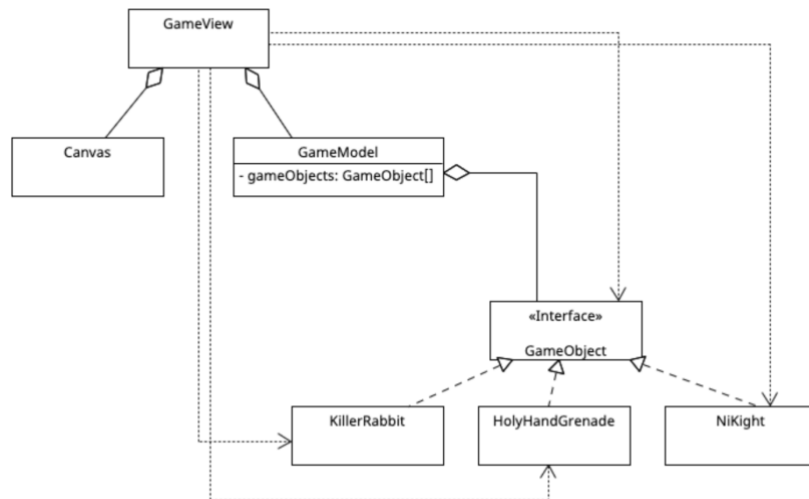 GameView
Canvas
GameModel
- gameObjects: GameObject[]
«Interface»
GameObject
KillerRabbit
HolyHandGrenade
NiKight